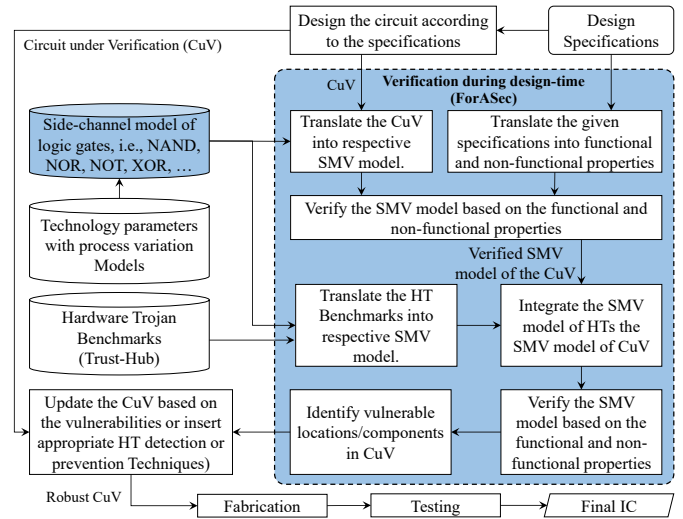 Design the circuit according
to the specifications
Design
Specifications
Circuit under Verification (CuV)
CuV
Verification during design-time
(ForASec)
Side-channel model of
logic gates, i.e., NAND,
NOR, NOT, XOR, …
Translate the CuV
into respective
SMV model.
Translate the given
specifications into functional
and non-functional properties
Technology parameters
with process variation
Models
Verify the SMV model based on the functional and
non-functional properties
Verified SMV
model of the CuV
Hardware Trojan
Benchmarks
(Trust-Hub)
Translate the HT
Benchmarks into
respective SMV
model.
Integrate the SMV
model of HTs the
SMV model of CuV
Update the CuV based on
the vulnerabilities or insert
appropriate HT detection or
prevention Techniques)
Identify vulnerable
locations/components
in CuV
Verify the SMV
model based on the
functional and non-
functional properties
Robust CuV
Fabrication
Testing
Final IC